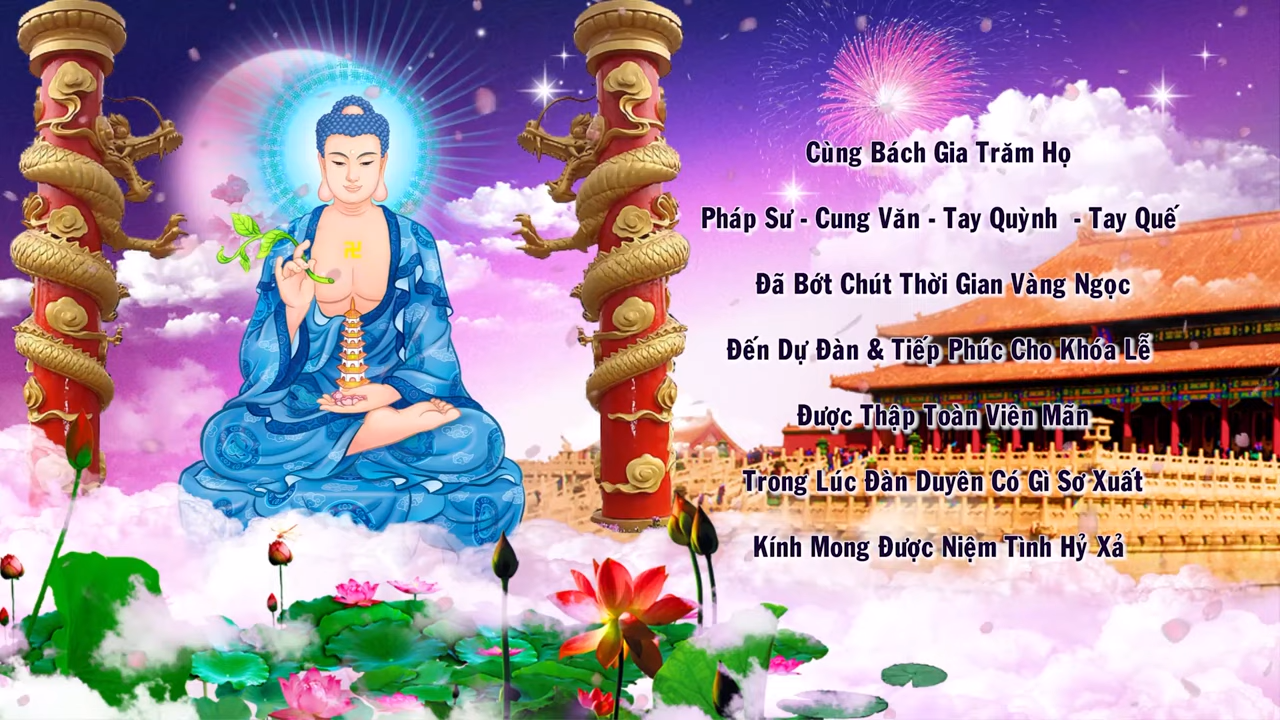 Cùng Bách Gia Trăm Họ
Pháp Sư - Cung Văn - Tay Quỳnh - Tay Quế
Đã Bớt Chút Thời Gian Vàng Ngọc
Đến Dự Đàn & Tiếp Phúc Cho Khóa Lễ
Được Thập Toàn Viên Mãn
Trong Lúc Đàn Duyên Có Gì Sơ Xuất
Kính Mong Được Niệm Tình Hỷ Xả